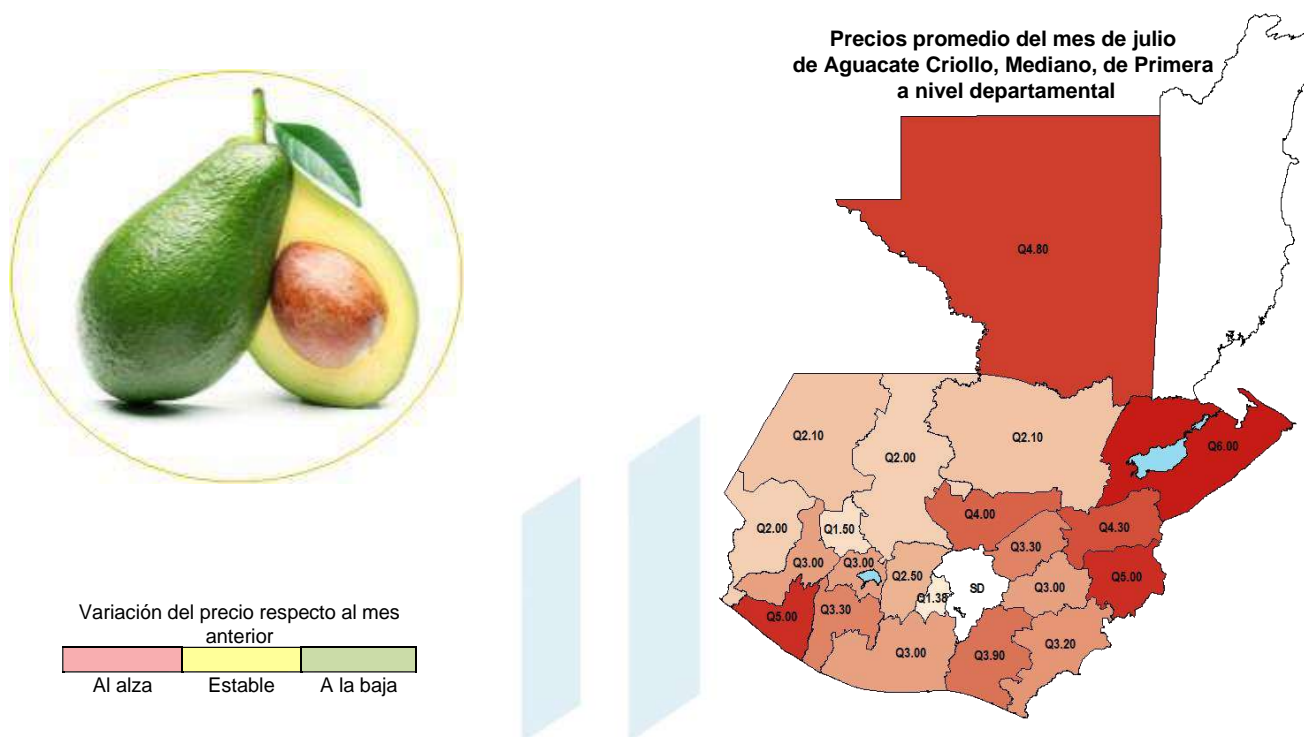 Precios promedio del mes de julio
de Aguacate Criollo, Mediano, de Primera
a nivel departamental
Q4.80
Q2.10
Q2.00
Q2.10
Q6.00
Q2.00
Q1.50
Q4.00
Q4.30
Q3.00
Q3.00
Q2.50
Q3.30
Q5.00
Q1.38
SD
Q3.00
Q5.00
Q3.30
Q3.00
Q3.90
Q3.20
Variación del precio respecto al mes
anterior
Al alza
Estable
A la baja